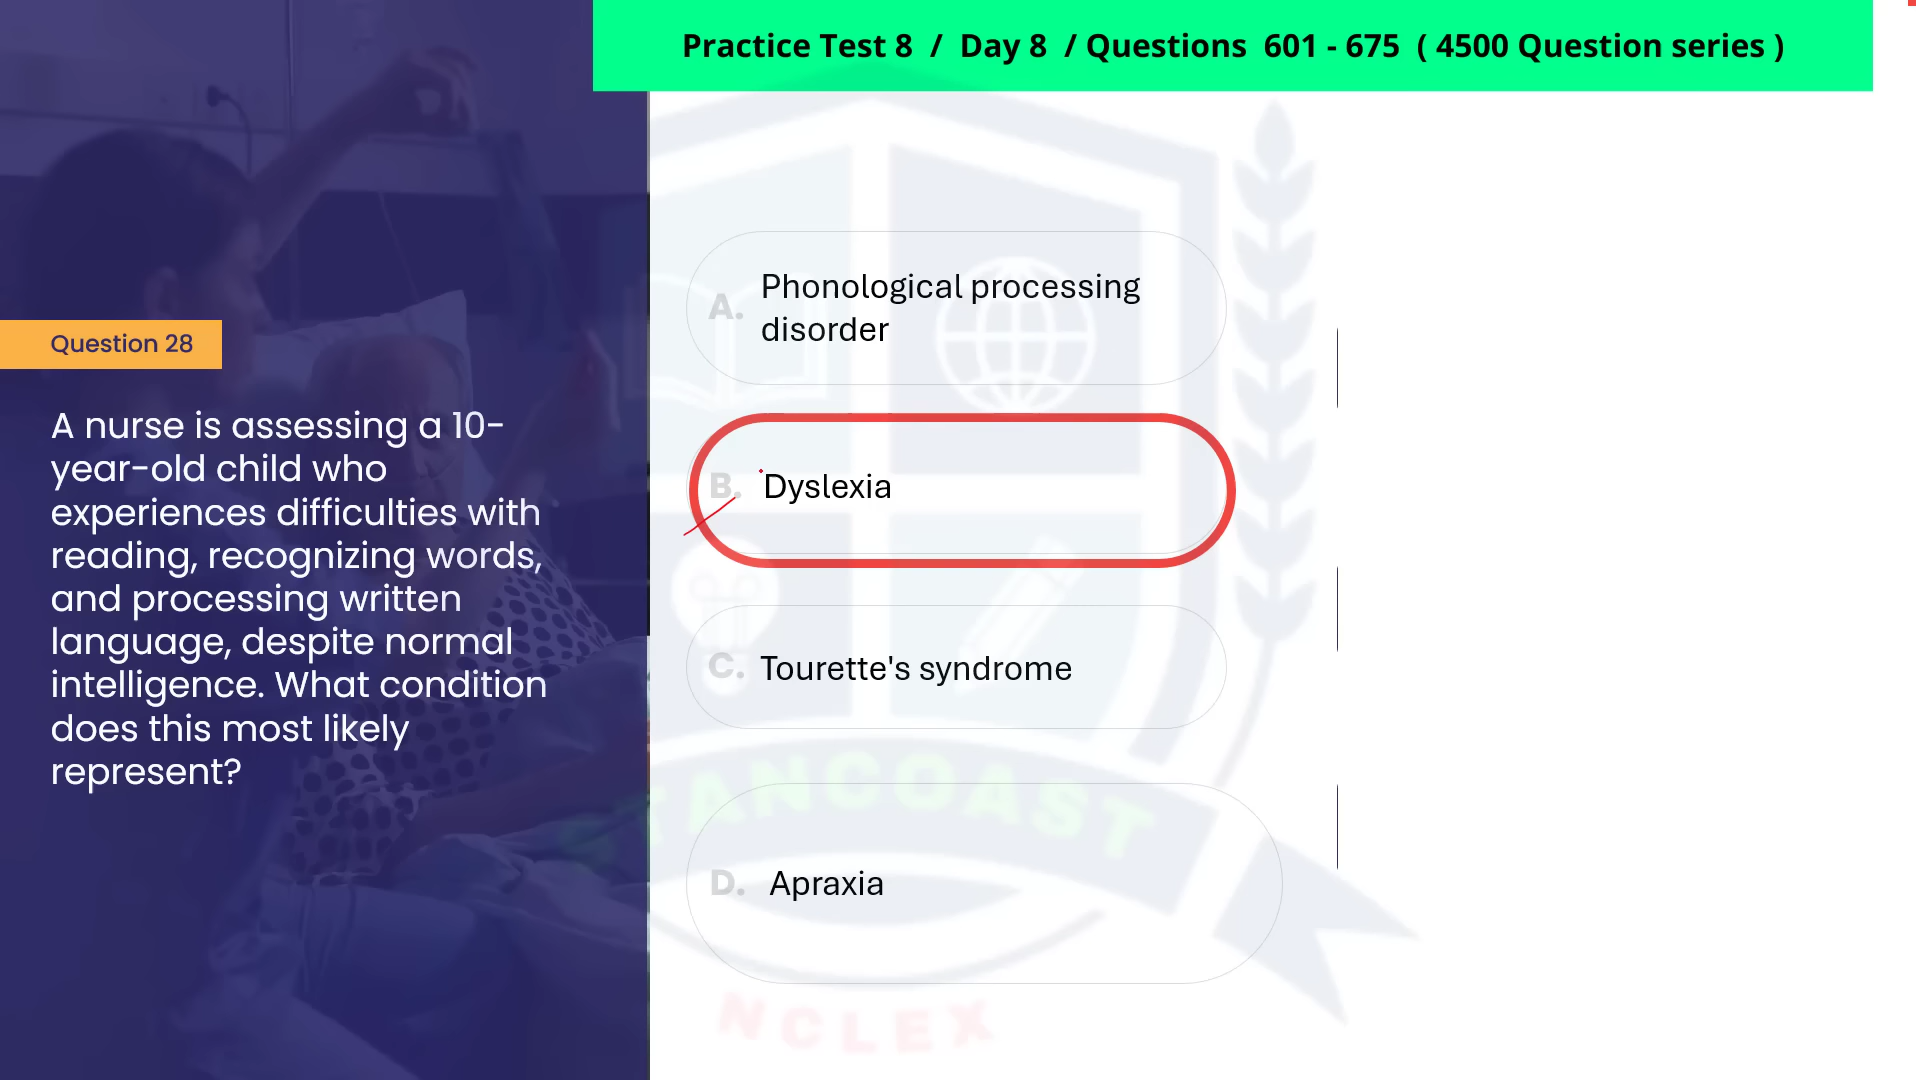 Practice Test 8 / Day 8 / Questions 601 - 675 ( 4500 Question series )
Question 28
A nurse is assessing a 10-
year-old child who
experiences difficulties with
reading, recognizing words,
and processing written
language, despite normal
intelligence. What condition
does this most likely
represent?
A. Phonological processing
disorder
B. Dyslexia
C. Tourette's syndrome
D. Apraxia
STANCOAST
NCLEX